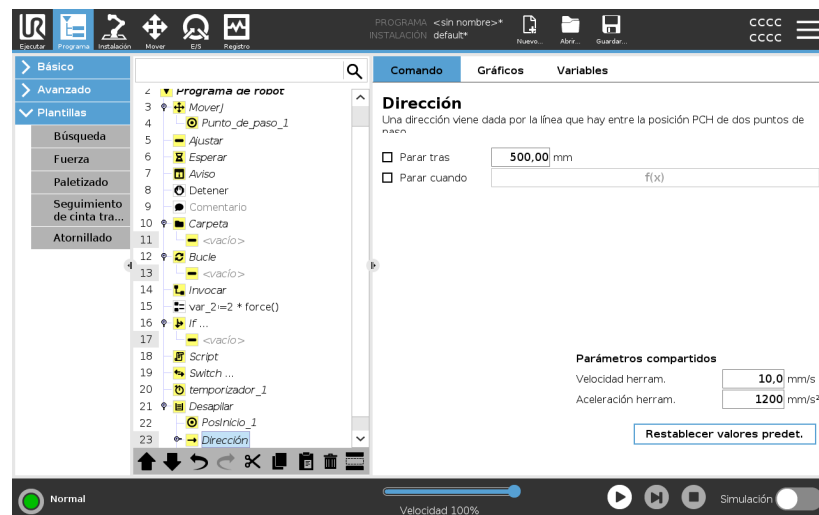 PROGRAMA <sin nombre>*
INSTALACIÓN default*
CCCC
CCCC
Ejecutar Programa Instalación Mover E/S Registro Nuevo... Abrir... Guardar...
Básico
Avanzado
Plantillas
Búsqueda
Fuerza
Paletizado
Seguimiento
de cinta tra...
Atornillado
2 Programa de robot
3 MoverJ
4 Punto_de_paso_1
5 Ajustar
6 Esperar
7 Aviso
8 Detener
9 Comentario
10 Carpeta
11 <vacío>
12 Bucle
13 <vacío>
14 Invocar
15 var_2≔2 * force()
16 If ...
17 <vacío>
18 Script
19 Switch ...
20 temporizador_1
21 Desapilar
22 PosInicio_1
23 Dirección
Comando Gráficos Variables
Dirección
Una dirección viene dada por la línea que hay entre la posición PCH de dos puntos de
paso
Parar tras 500,00 mm
Parar cuando f(x)
Parámetros compartidos
Velocidad herram. 10,0 mm/s
Aceleración herram. 1200 mm/s²
Restablecer valores predet.
Normal
Velocidad 100%
Simulación